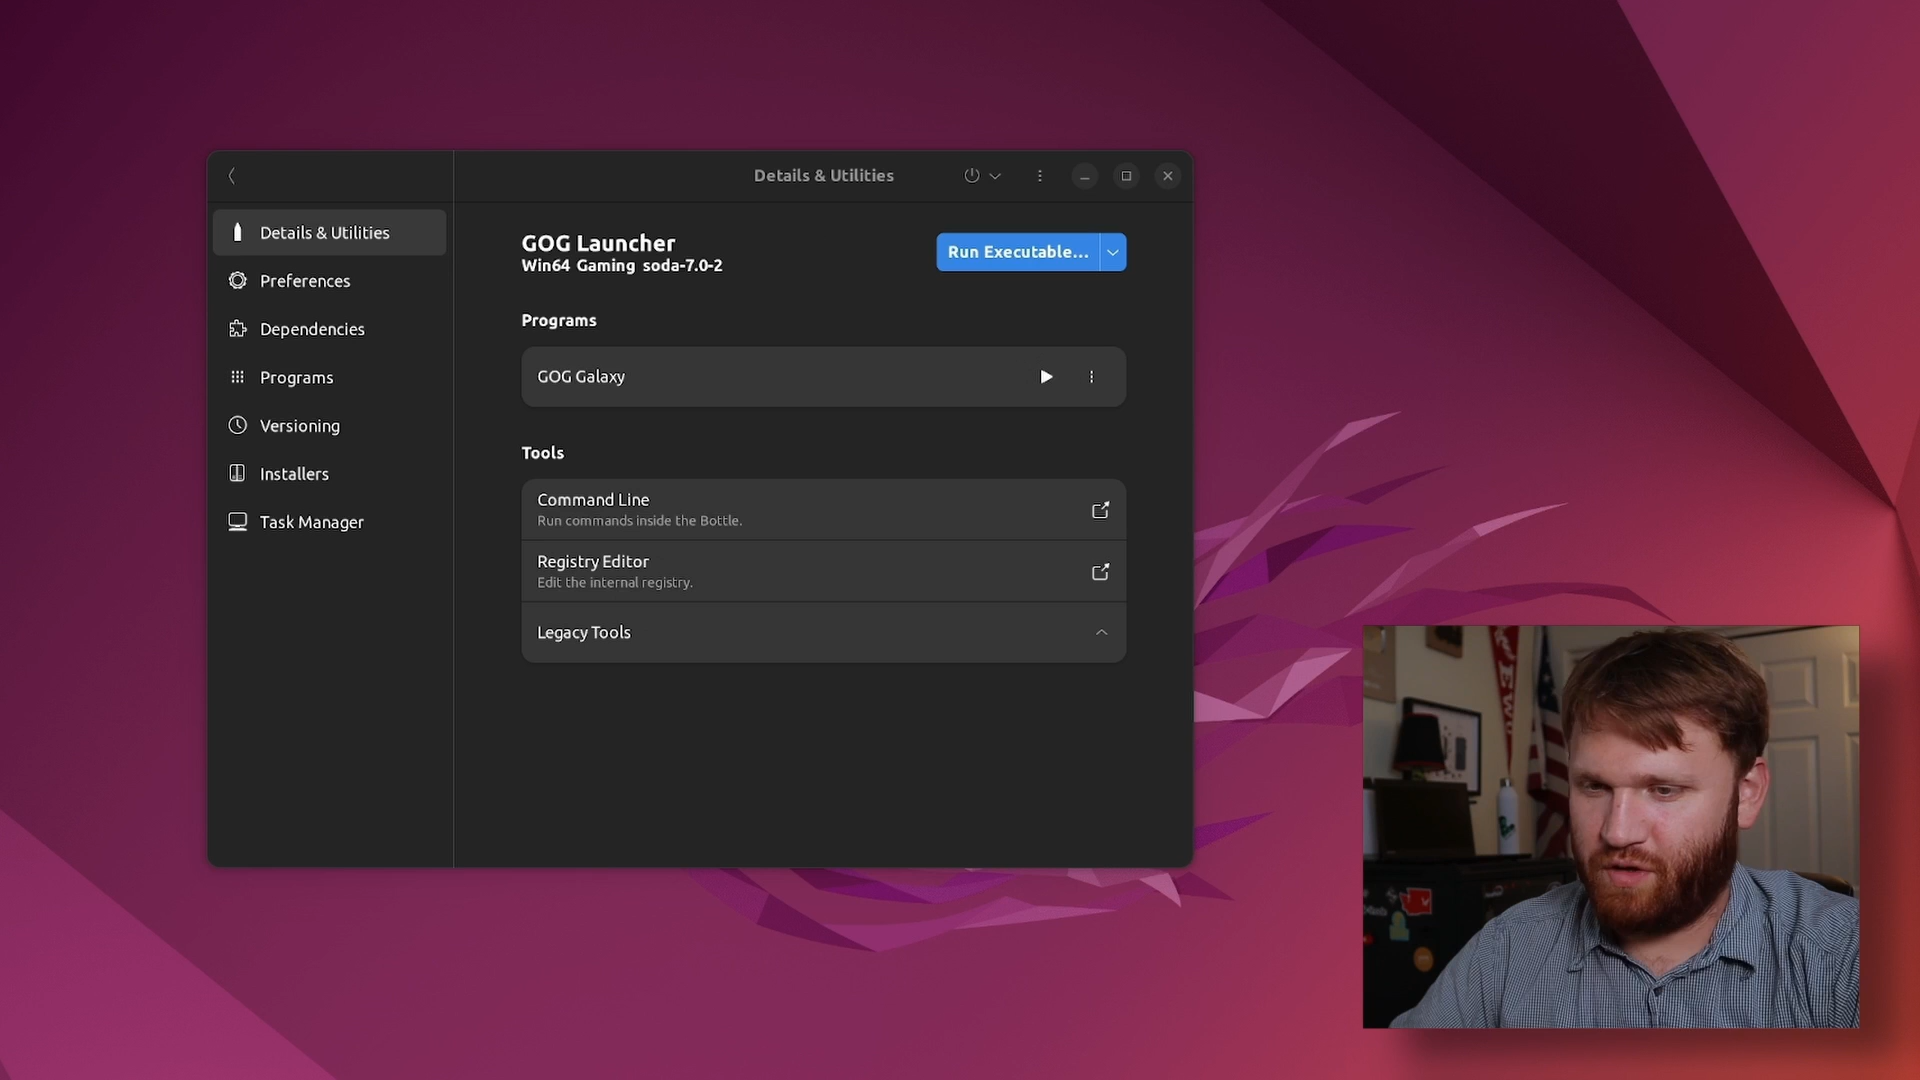 Details & Utilities
Details & Utilities
Preferences
Dependencies
Programs
Versioning
Installers
Task Manager
GOG Launcher
Win64 Gaming soda-7.0-2
Run Executable...
Programs
GOG Galaxy
Tools
Command Line
Run commands inside the Bottle.
Registry Editor
Edit the internal registry.
Legacy Tools